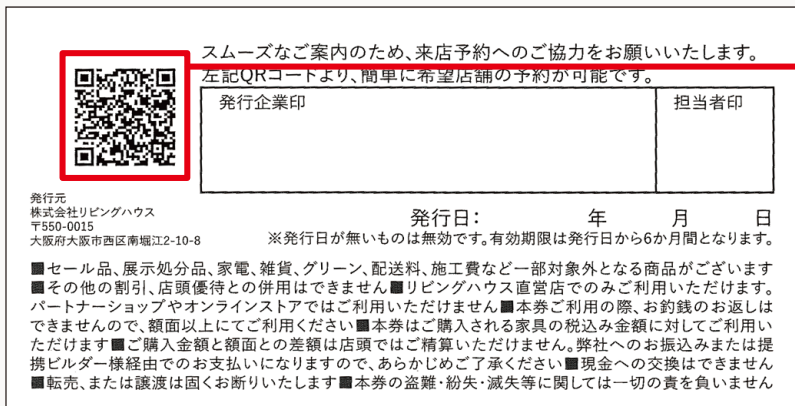 スムーズなご案内のため、来店予約へのご協力をお願いいたします。
左記QRコードより、簡単に希望店舗の予約が可能です。
発行企業印
担当者印
発行元
株式会社リビングハウス
〒550-0015
大阪府大阪市西区南堀江2-10-8
発行日: 年 月 日
※発行日が無いものは無効です。有効期限は発行日から6か月間となります。
■セール品、展示処分品、家電、雑貨、グリーン、配送料、施工費など一部対象外となる商品がございます
■その他の割引、店頭優待との併用はできません■リビングハウス直営店でのみご利用いただけます。
パートナーショップやオンラインストアではご利用いただけません■本券ご利用の際、お釣銭のお返しは
できませんので、額面以上にてご利用ください■本券はご購入される家具の税込み金額に対してご利用い
ただけます■ご購入金額と額面との差額は店頭ではご精算いただけません。弊社へのお振込みまたは提
携ビルダー様経由でのお支払いになりますので、あらかじめご了承ください■現金への交換はできません
■転売、または譲渡は固くお断りいたします■本券の盗難・紛失・滅失等に関しては一切の責を負いません